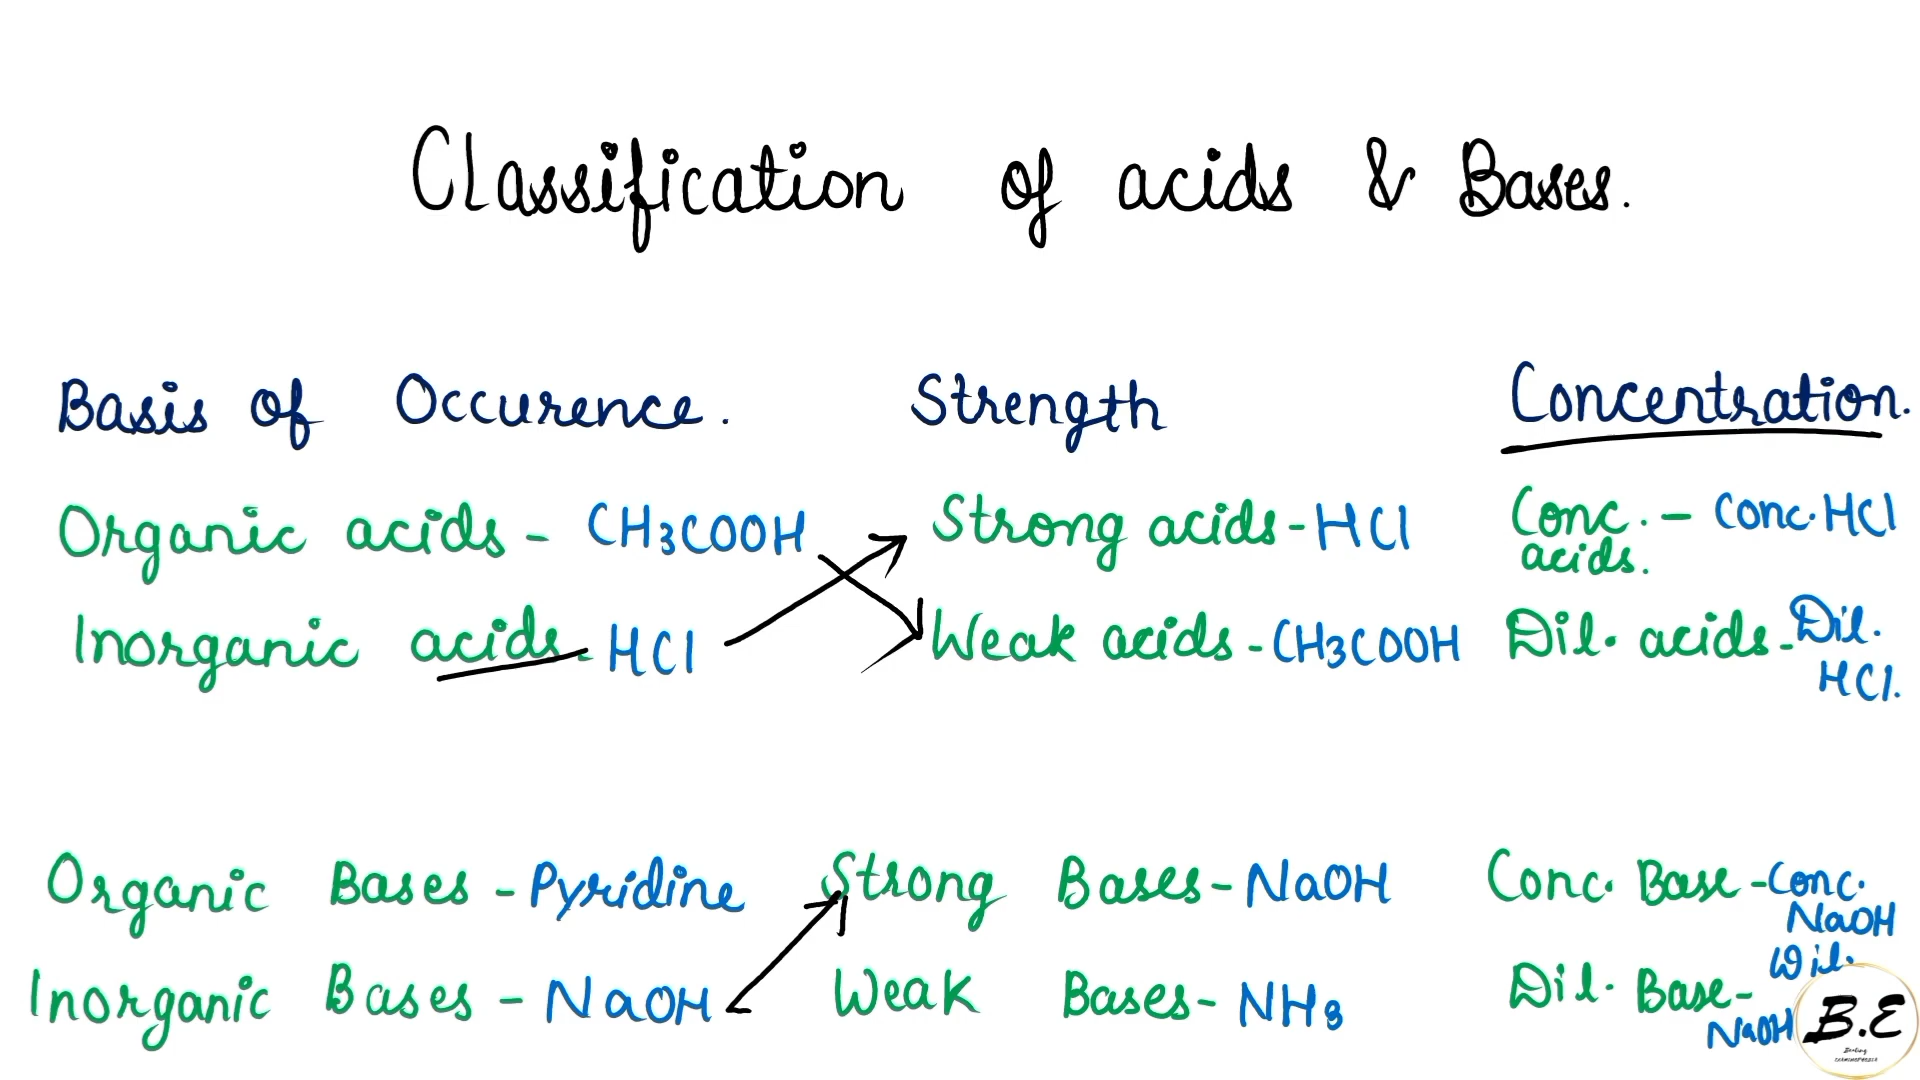 Classification of acids & Bases.
Basis of Occurence. Strength Concentration.
Organic acids - CH3COOH Strong acids - HCl Conc. - Conc. HCl
acids.
Inorganic acids - HCl Weak acids - CH3COOH Dil. acids - Dil.
HCl.
Organic Bases - Pyridine Strong Bases - NaOH Conc. Base - Conc.
NaOH
Inorganic Bases - NaOH Weak Bases - NH3 Dil. Base - Dil.
NaOH
B.E